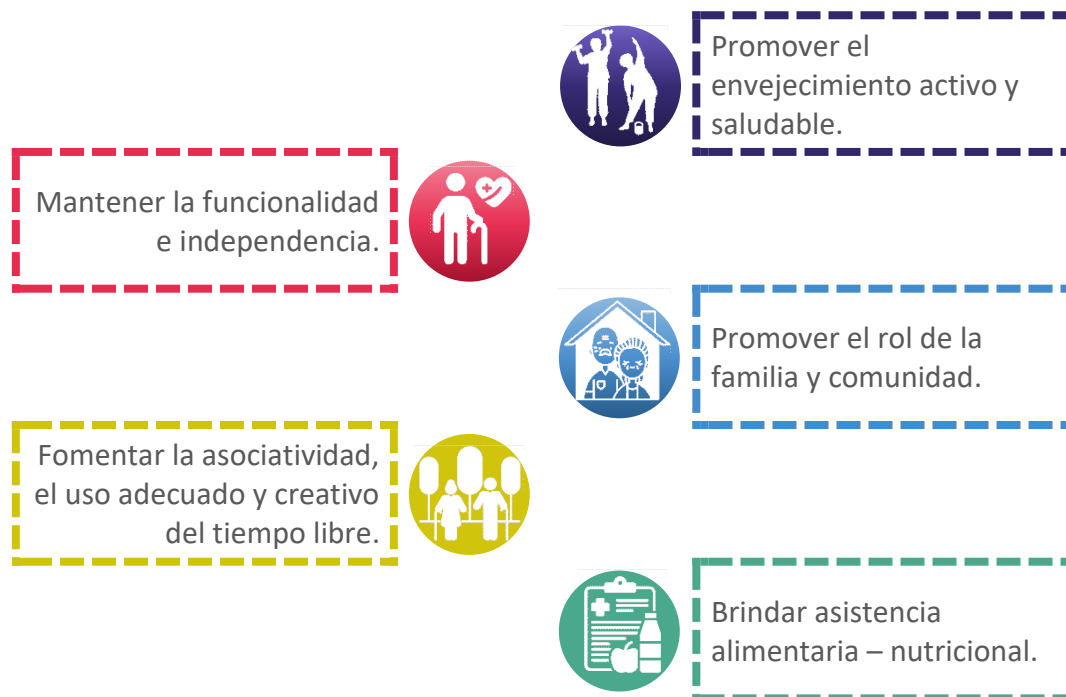 Promover el
envejecimiento activo y
saludable.
Mantener la funcionalidad
e independencia.
Promover el rol de la
familia y comunidad.
Fomentar la asociatividad,
el uso adecuado y creativo
del tiempo libre.
Brindar asistencia
alimentaria – nutricional.